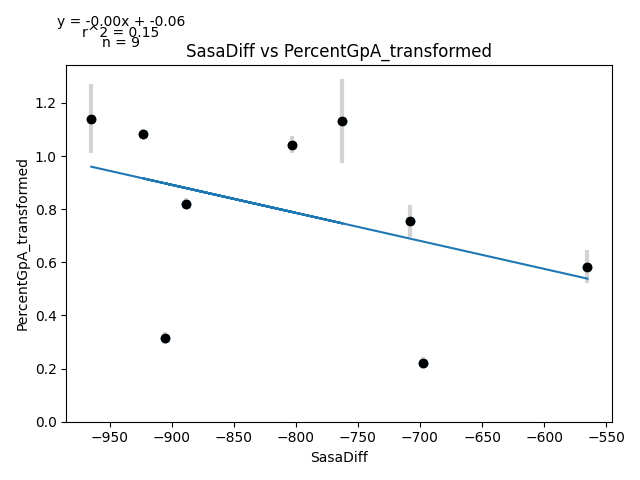 y = -0.00x + -0.06
r^2 = 0.15
n = 9
SasaDiff vs PercentGpA_transformed
PercentGpA_transformed
1.2
1.0
0.8
0.6
0.4
0.2
0.0
−950
−900
−850
−800
−750
−700
−650
−600
−550
SasaDiff